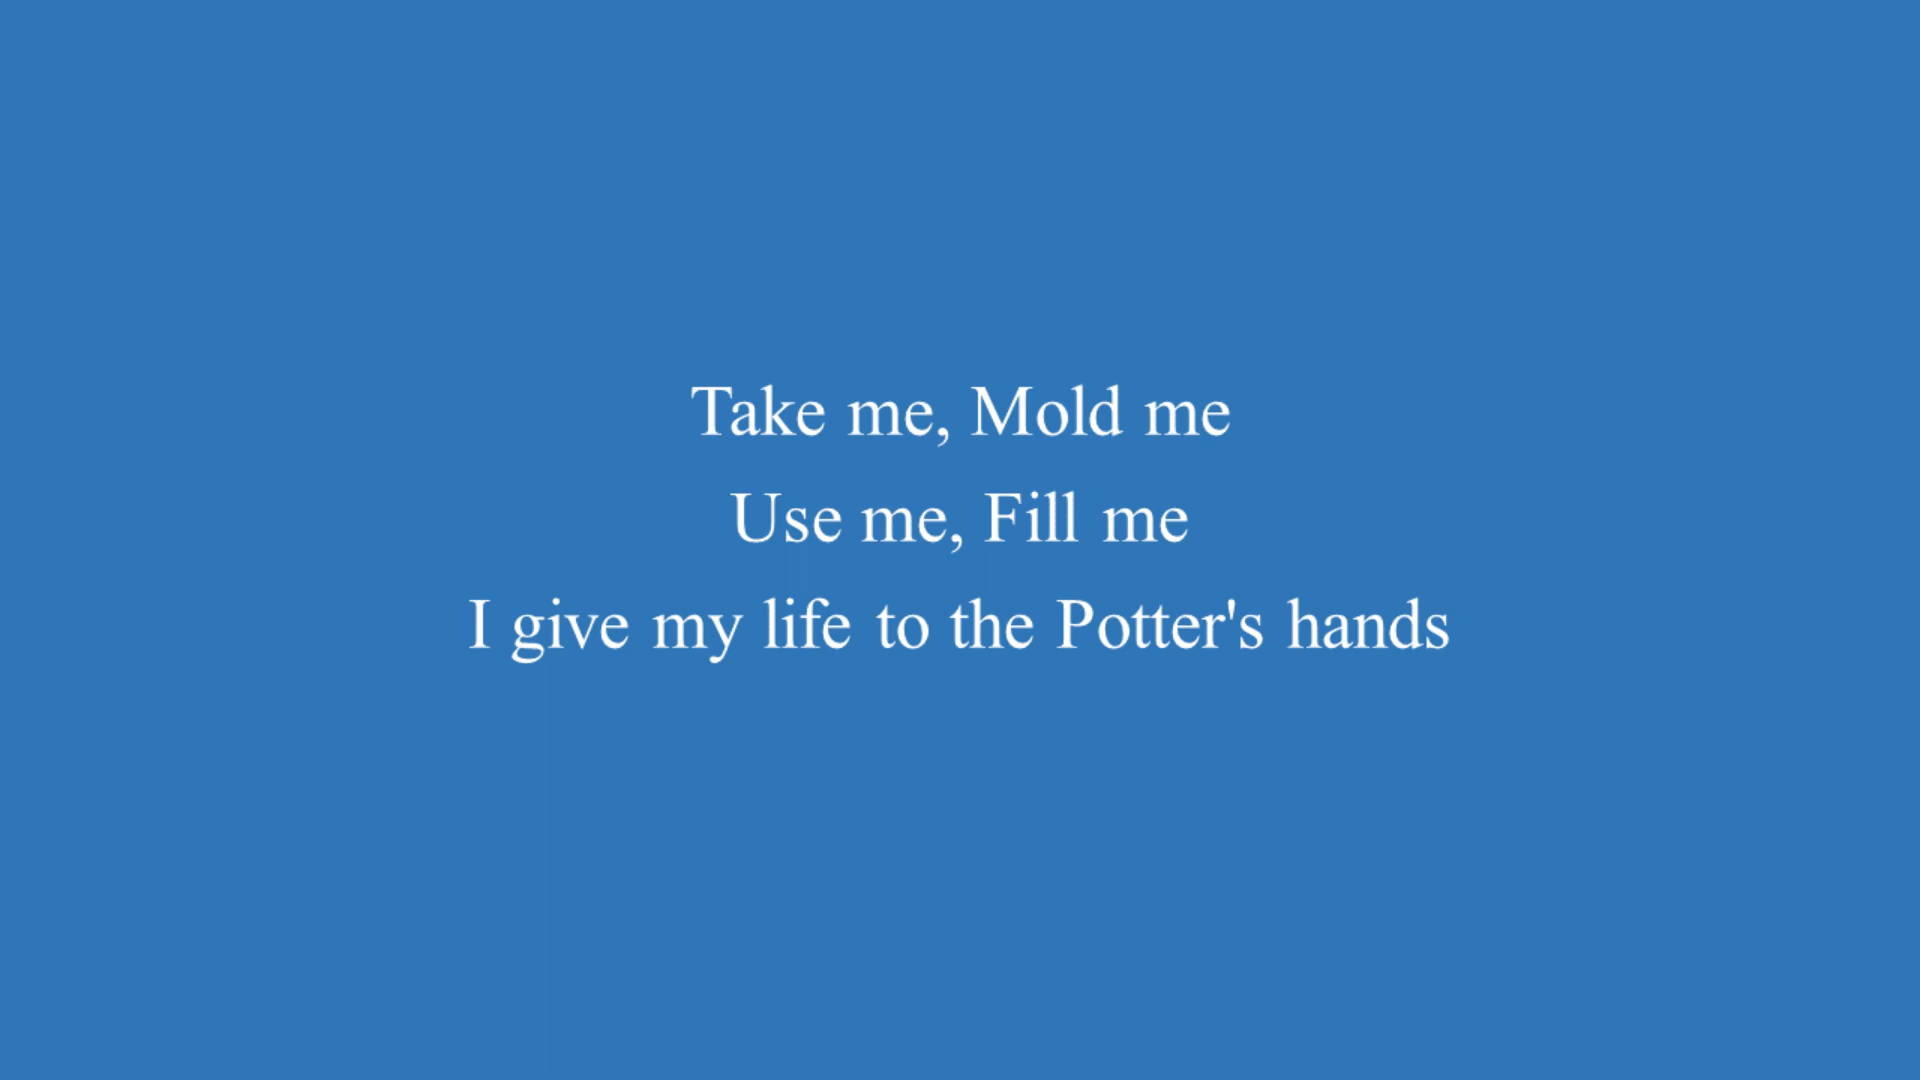 Take me, Mold me
Use me, Fill me
I give my life to the Potter's hands